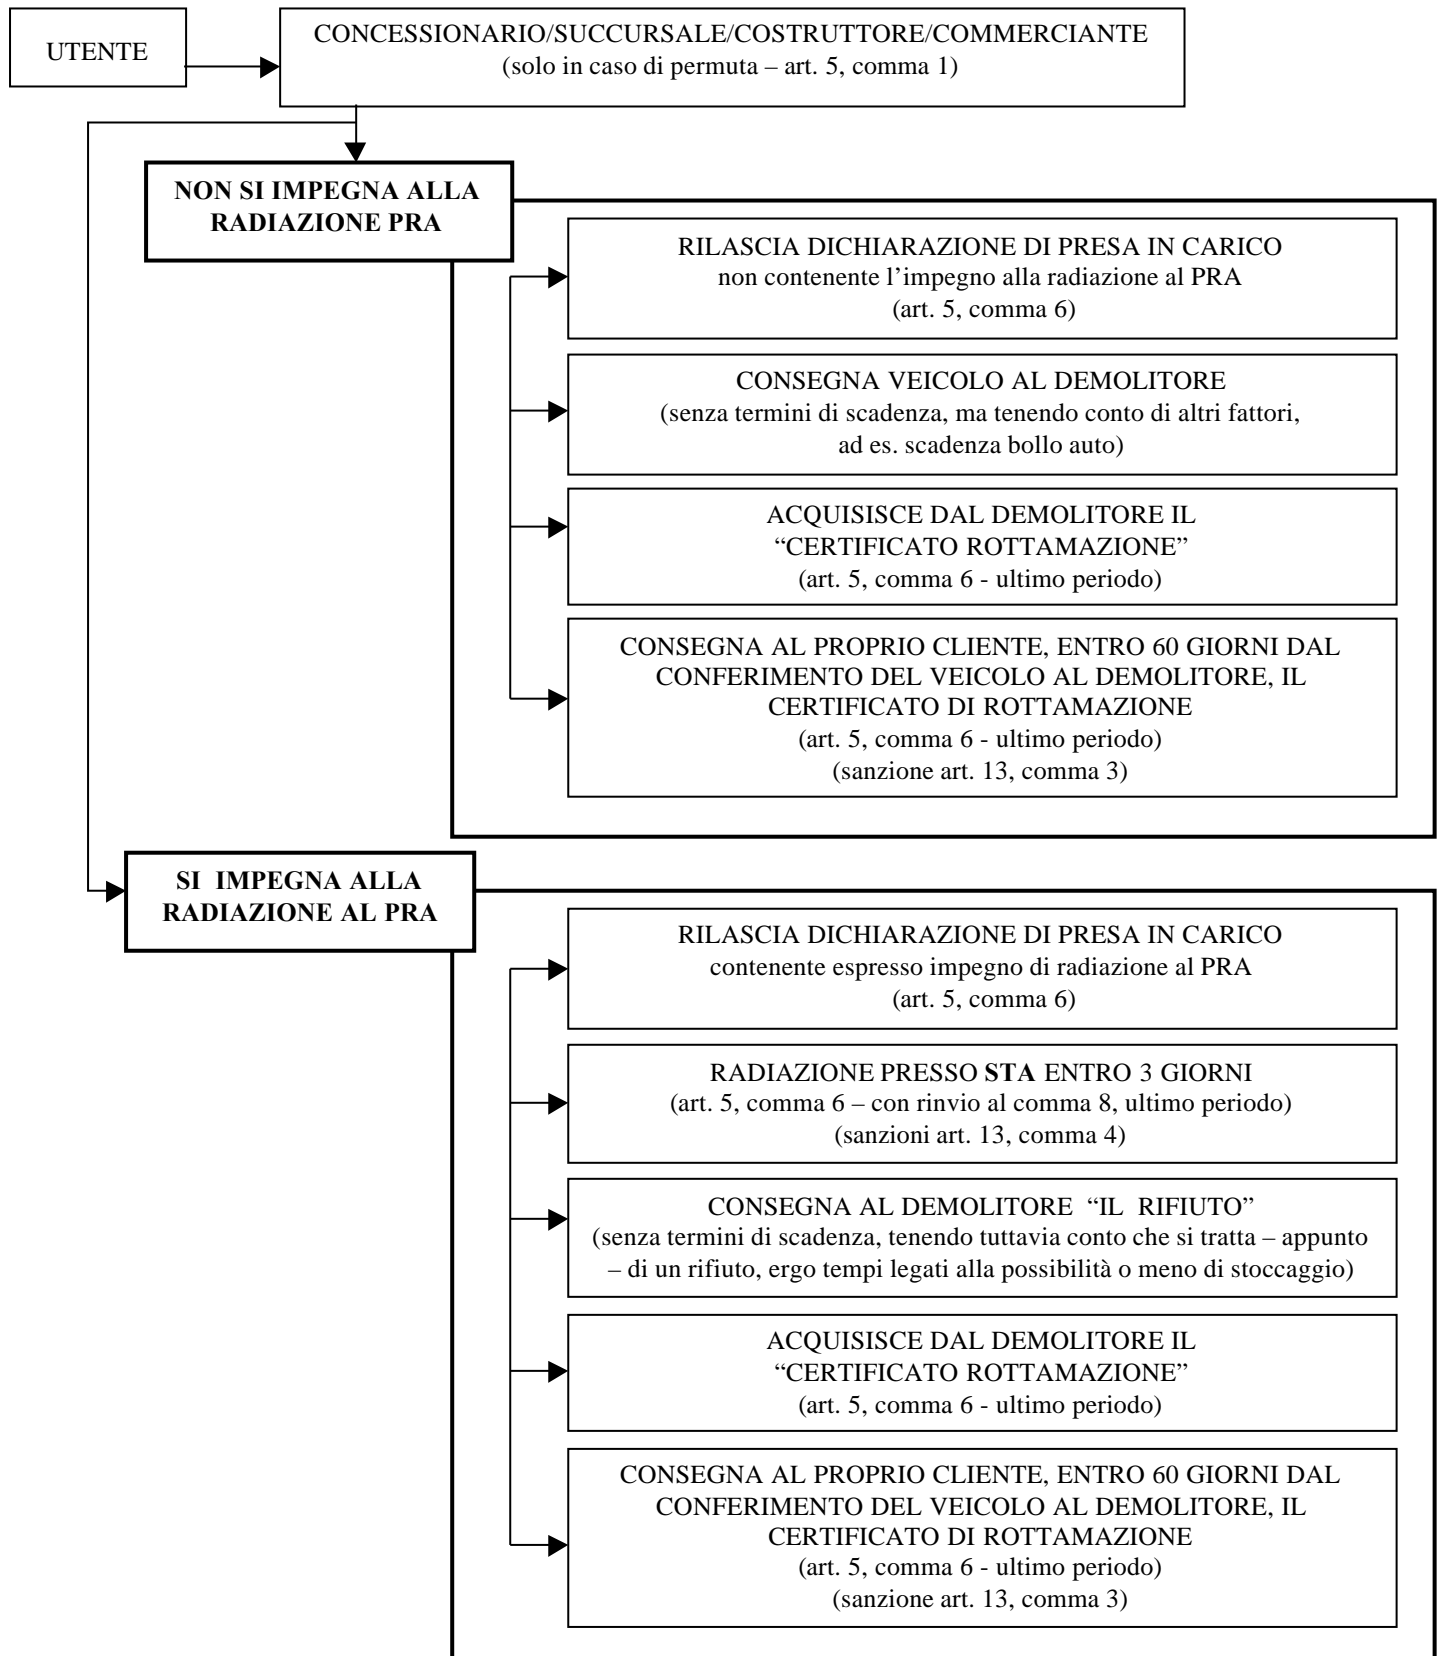 UTENTE
CONCESSIONARIO/SUCCURSALE/COSTRUTTORE/COMMERCIANTE
(solo in caso di permuta – art. 5, comma 1)
NON SI IMPEGNA ALLA
RADIAZIONE PRA
RILASCIA DICHIARAZIONE DI PRESA IN CARICO
non contenente l’impegno alla radiazione al PRA
(art. 5, comma 6)
CONSEGNA VEICOLO AL DEMOLITORE
(senza termini di scadenza, ma tenendo conto di altri fattori,
ad es. scadenza bollo auto)
ACQUISISCE DAL DEMOLITORE IL
“CERTIFICATO ROTTAMAZIONE”
(art. 5, comma 6 - ultimo periodo)
CONSEGNA AL PROPRIO CLIENTE, ENTRO 60 GIORNI DAL
CONFERIMENTO DEL VEICOLO AL DEMOLITORE, IL
CERTIFICATO DI ROTTAMAZIONE
(art. 5, comma 6 - ultimo periodo)
(sanzione art. 13, comma 3)
SI IMPEGNA ALLA
RADIAZIONE AL PRA
RILASCIA DICHIARAZIONE DI PRESA IN CARICO
contenente espresso impegno di radiazione al PRA
(art. 5, comma 6)
RADIAZIONE PRESSO STA ENTRO 3 GIORNI
(art. 5, comma 6 – con rinvio al comma 8, ultimo periodo)
(sanzioni art. 13, comma 4)
CONSEGNA AL DEMOLITORE “IL RIFIUTO”
(senza termini di scadenza, tenendo tuttavia conto che si tratta – appunto
– di un rifiuto, ergo tempi legati alla possibilità o meno di stoccaggio)
ACQUISISCE DAL DEMOLITORE IL
“CERTIFICATO ROTTAMAZIONE”
(art. 5, comma 6 - ultimo periodo)
CONSEGNA AL PROPRIO CLIENTE, ENTRO 60 GIORNI DAL
CONFERIMENTO DEL VEICOLO AL DEMOLITORE, IL
CERTIFICATO DI ROTTAMAZIONE
(art. 5, comma 6 - ultimo periodo)
(sanzione art. 13, comma 3)